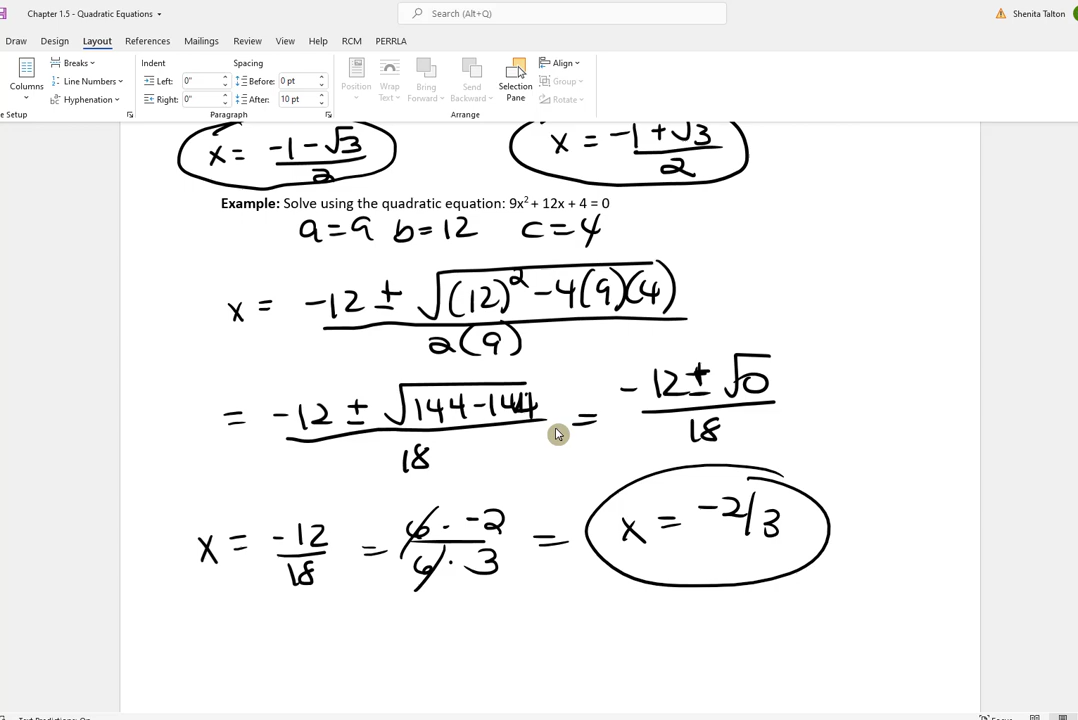 Chapter 1.5 - Quadratic Equations
Search (Alt+Q)
Shenita Talton
Draw Design Layout References Mailings Review View Help RCM PERRLA
Breaks Indent Spacing Align
Columns Line Numbers Left: 0" Before: 0 pt Position Wrap Text Bring Forward Send Backward Selection Pane Group
Hyphenation Right: 0" After: 10 pt Rotate
e Setup Paragraph Arrange
x = (-1 - √3)/2 x = (-1 + √3)/2
Example: Solve using the quadratic equation: 9x² + 12x + 4 = 0
a = 9 b = 12 c = 4
x = (-12 ± √((12)² - 4(9)(4)))/2(9)
= (-12 ± √(144 - 144))/18 = (-12 ± √0)/18
x = -12/18 = (6 · -2)/(6 · 3) = x = -2/3